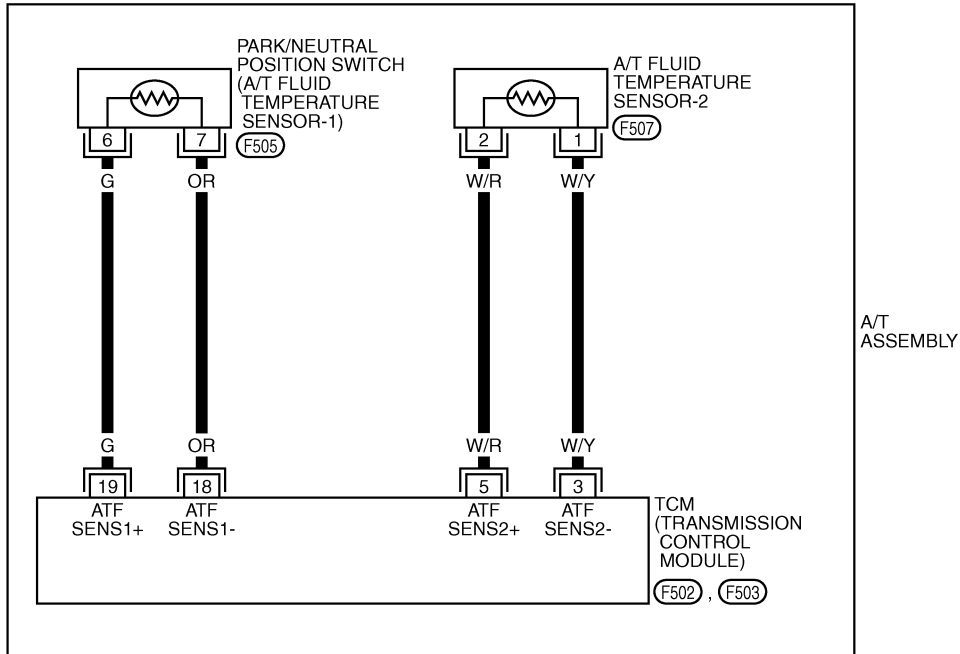 PARK/NEUTRAL
POSITION SWITCH
(A/T FLUID
TEMPERATURE
SENSOR-1)
F505
A/T FLUID
TEMPERATURE
SENSOR-2
F507
6 7 2 1
G OR W/R W/Y
A/T
ASSEMBLY
G OR W/R W/Y
19 18 5 3
ATF ATF ATF ATF
SENS1+ SENS1- SENS2+ SENS2-
TCM
(TRANSMISSION
CONTROL
MODULE)
F502 , F503